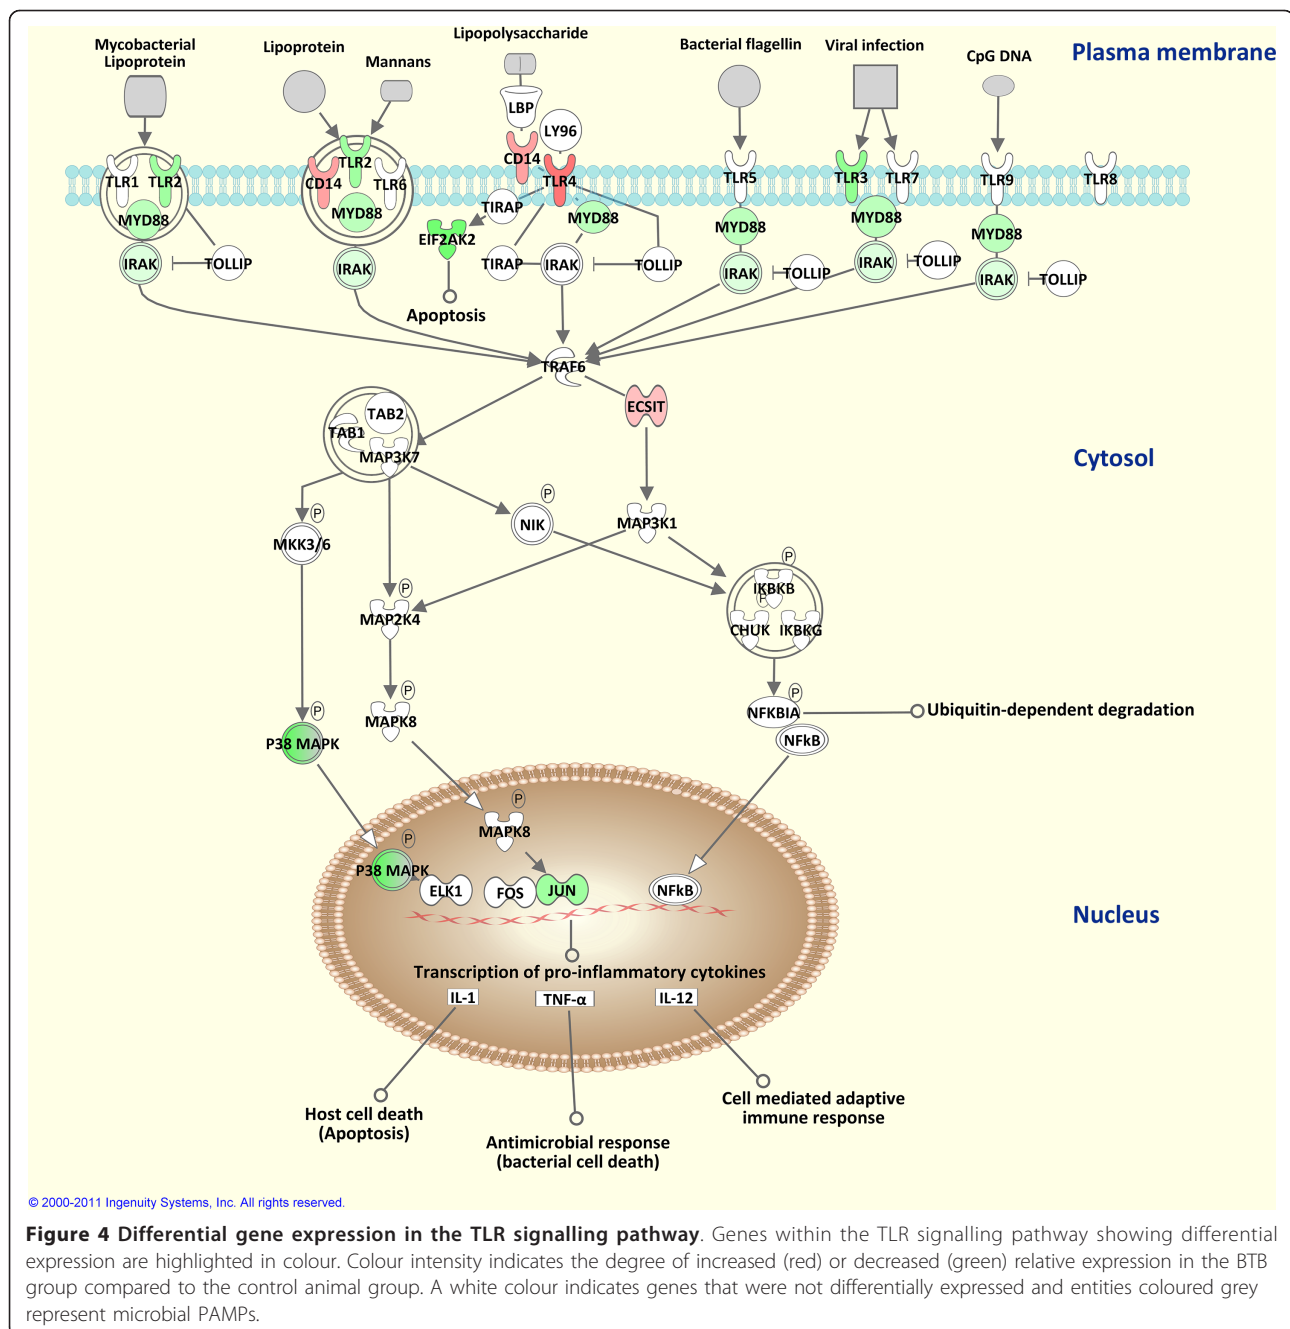 Mycobacterial
Lipoprotein
Lipoprotein
Mannans
Lipopolysaccharide
Bacterial flagellin
Viral infection
CpG DNA
Plasma membrane
LBP
LY96
CD14
TLR4
TLR1
TLR2
MYD88
CD14
TLR2
TLR6
MYD88
TLR5
TLR3
TLR7
TLR9
TLR8
TIRAP
MYD88
EIF2AK2
MYD88
MYD88
MYD88
IRAK
TOLLIP
IRAK
TIRAP
IRAK
TOLLIP
IRAK
TOLLIP
IRAK
TOLLIP
IRAK
TOLLIP
Apoptosis
TRAF6
ECSIT
TAB2
TAB1
MAP3K7
Cytosol
P
NIK
MAP3K1
P
MKK3/6
P
IKBKB
P
CHUK
IKBKG
P
MAP2K4
P
MAPK8
P
NFKBIA
NFkB
Ubiquitin-dependent degradation
P
P38 MAPK
P
MAPK8
P
P38 MAPK
ELK1
FOS
JUN
NFkB
Nucleus
Transcription of pro-inflammatory cytokines
IL-1
TNF-α
IL-12
Host cell death
(Apoptosis)
Antimicrobial response
(bacterial cell death)
Cell mediated adaptive
immune response
© 2000-2011 Ingenuity Systems, Inc. All rights reserved.
Figure 4 Differential gene expression in the TLR signalling pathway. Genes within the TLR signalling pathway showing differential
expression are highlighted in colour. Colour intensity indicates the degree of increased (red) or decreased (green) relative expression in the BTB
group compared to the control animal group. A white colour indicates genes that were not differentially expressed and entities coloured grey
represent microbial PAMPs.